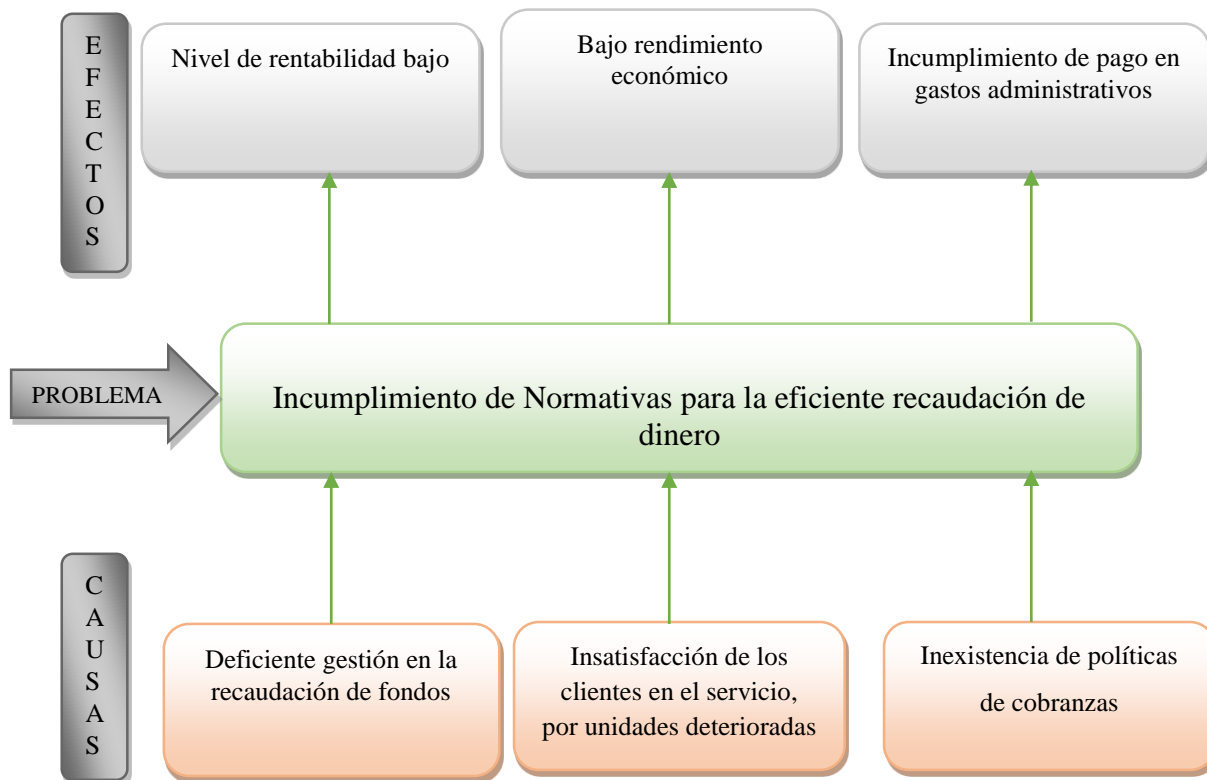 E
F
E
C
T
O
S
Nivel de rentabilidad bajo
Bajo rendimiento
económico
Incumplimiento de pago en
gastos administrativos
PROBLEMA
Incumplimiento de Normativas para la eficiente recaudación de
dinero
C
A
U
S
A
S
Deficiente gestión en la
recaudación de fondos
Insatisfacción de los
clientes en el servicio,
por unidades deterioradas
Inexistencia de políticas
de cobranzas